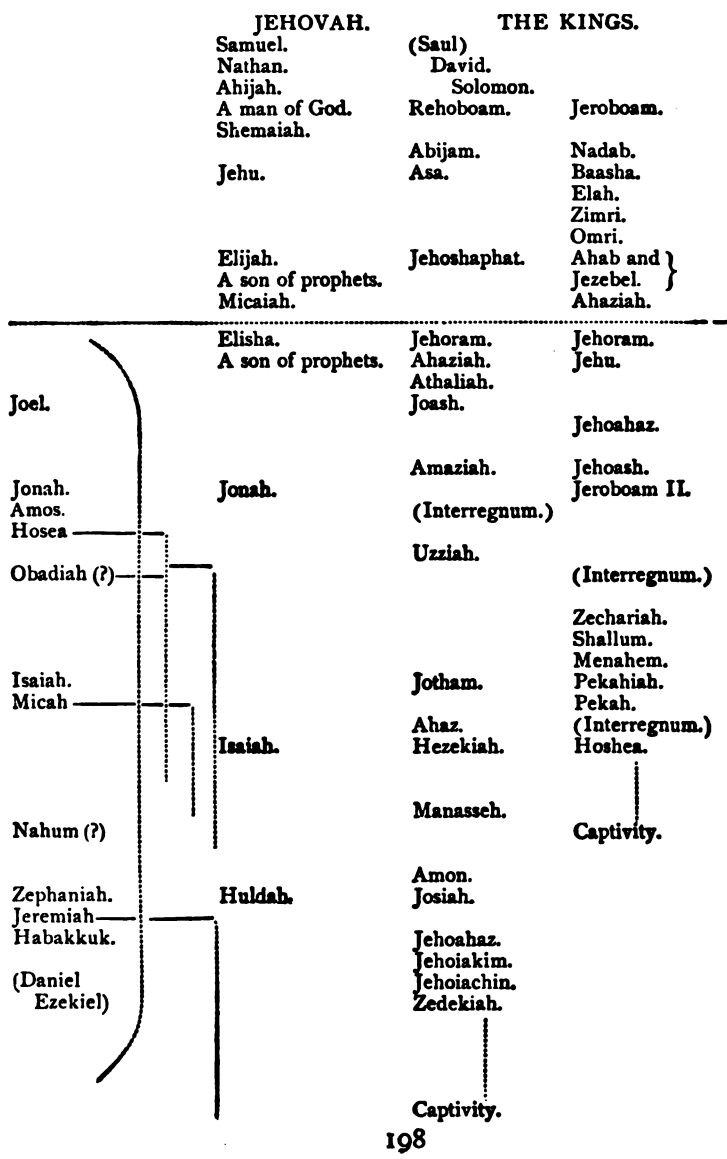 JEHOVAH. THE KINGS.
Samuel. (Saul)
Nathan. David.
Ahijah. Solomon.
A man of God. Rehoboam. Jeroboam.
Shemaiah.
Abijam. Nadab.
Jehu. Asa. Baasha.
Elah.
Zimri.
Omri.
Elijah. Jehoshaphat. Ahab and }
A son of prophets. Jezebel.
Micaiah. Ahaziah.
Elisha. Jehoram. Jehoram.
A son of prophets. Ahaziah. Jehu.
Athaliah.
Joel. Joash.
Jehoahaz.
Amaziah. Jehoash.
Jonah. Jonah. Jeroboam II.
Amos. (Interregnum.)
Hosea
Uzziah.
Obadiah (?) (Interregnum.)
Zechariah.
Shallum.
Menahem.
Isaiah. Jotham. Pekahiah.
Micah Pekah.
Ahaz. (Interregnum.)
Isaiah. Hezekiah. Hoshea.
Manasseh.
Nahum (?) Captivity.
Amon.
Zephaniah. Huldah. Josiah.
Jeremiah
Habakkuk. Jehoahaz.
Jehoiakim.
(Daniel Jehoiachin.
Ezekiel) Zedekiah.
Captivity.
198